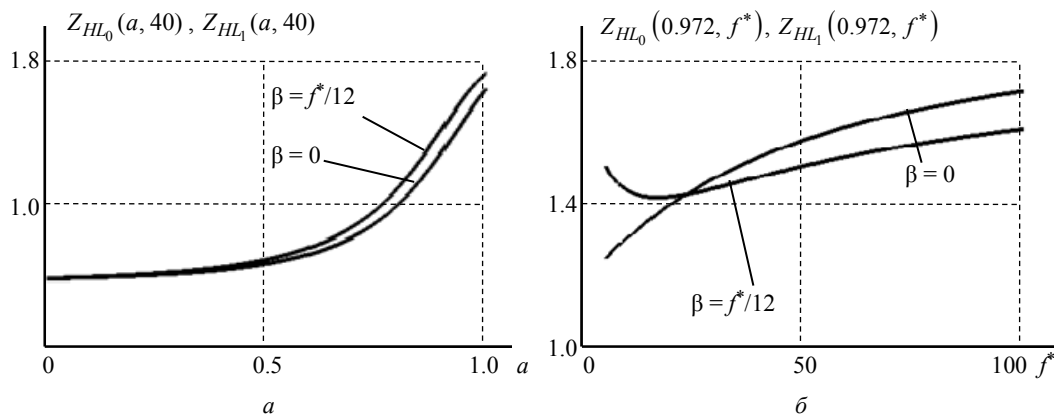 Z_{HL_0}(a, 40) , Z_{HL_1}(a, 40)
1.8
β = f*/12
β = 0
1.0
0
0.5
1.0
a
а
Z_{HL_0}(0.972, f*), Z_{HL_1}(0.972, f*)
1.8
β = 0
1.4
β = f*/12
1.0
0
50
100
f*
б